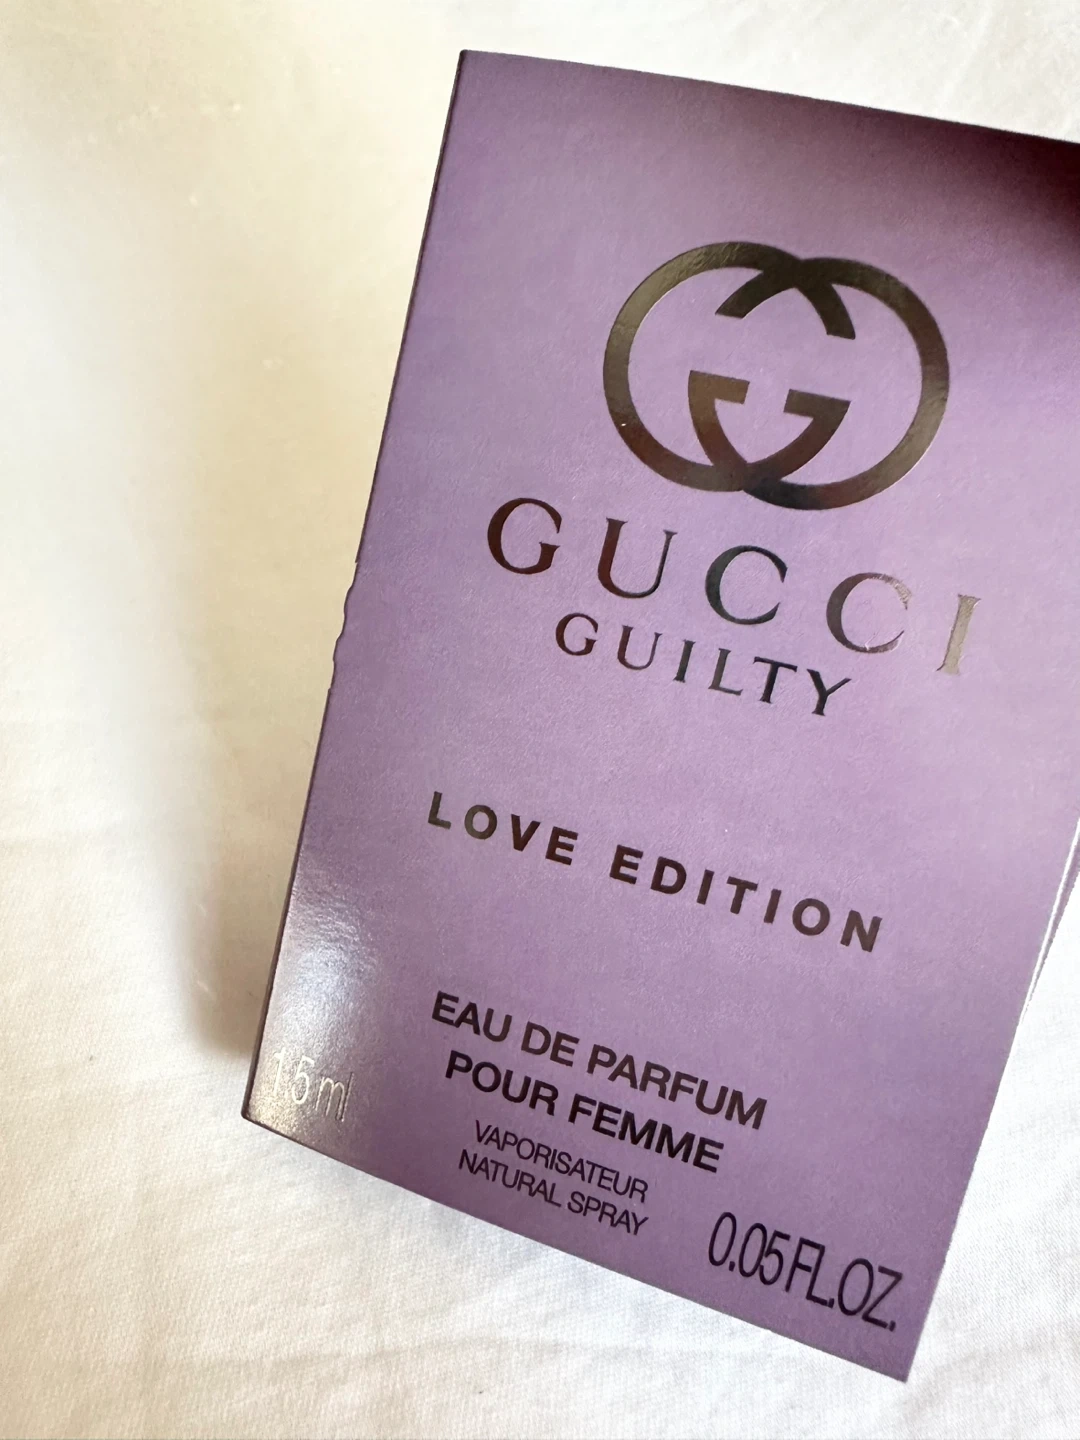 GUCCI
GUILTY
LOVE EDITION
EAU DE PARFUM
POUR FEMME
VAPORISATEUR
NATURAL SPRAY
1.5 ml
0.05 FL.OZ.